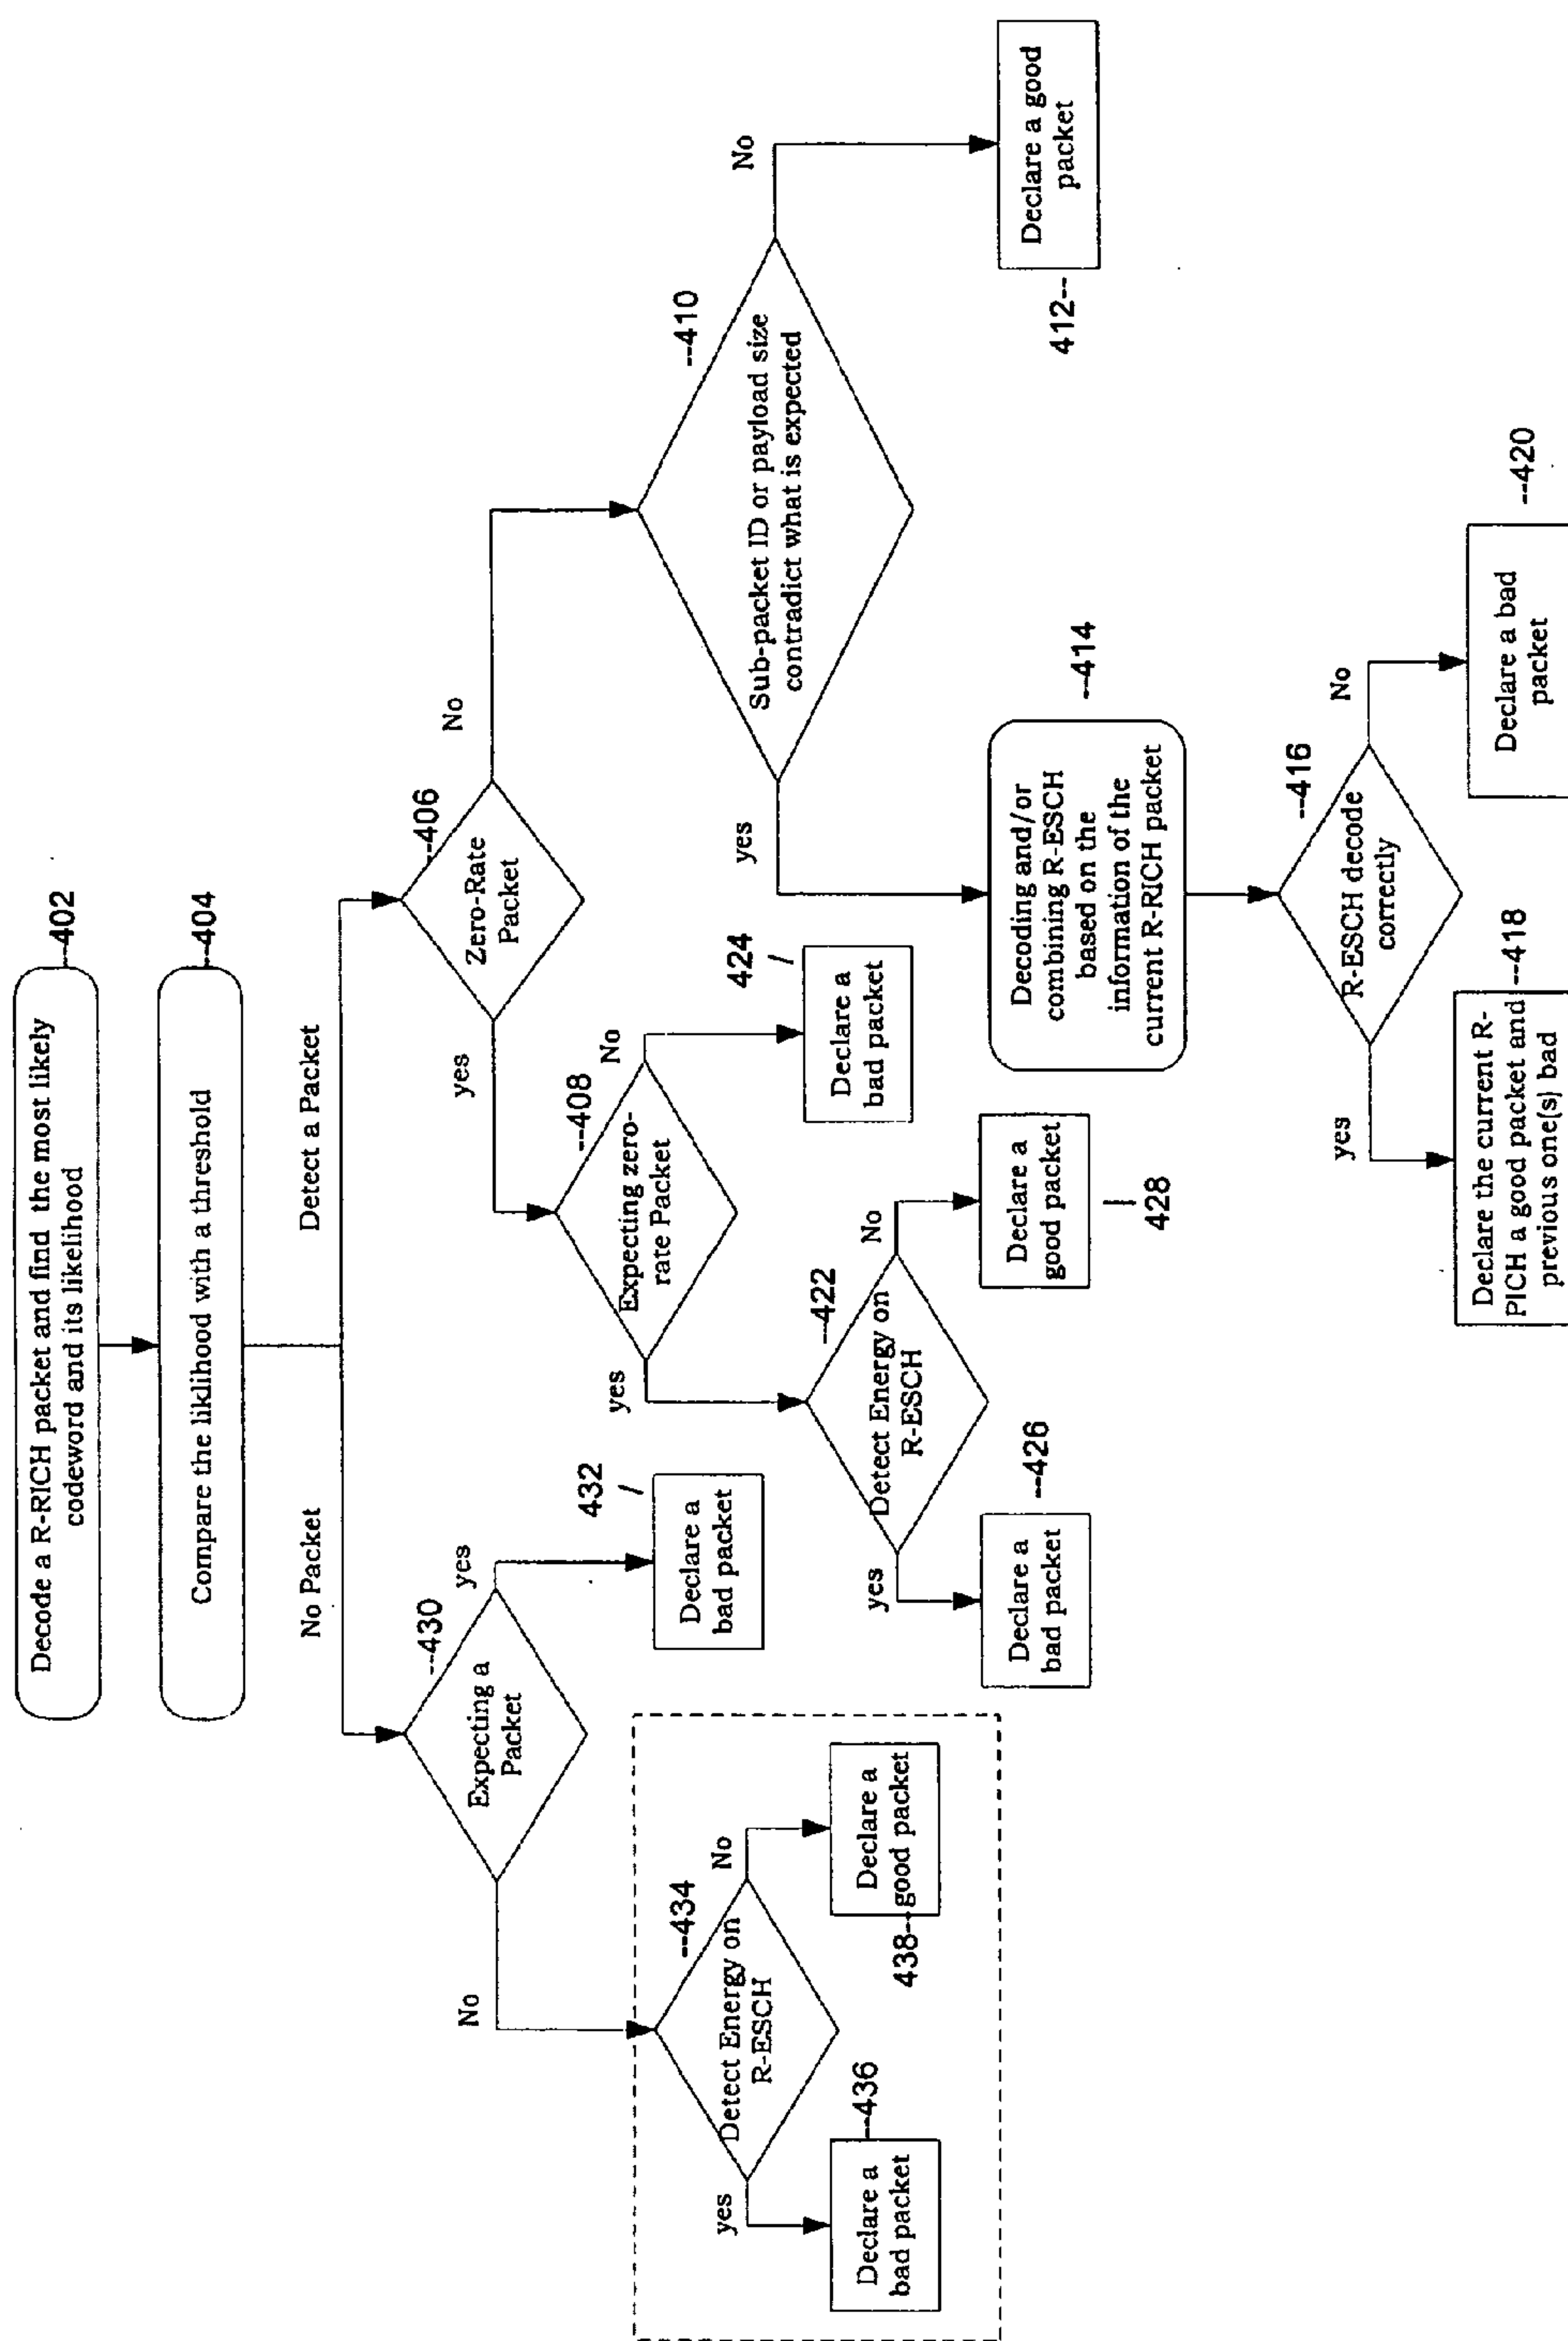 Decode a R-RICH packet and find the most likely
codeword and its likelihood
--402
Compare the liklihood with a threshold
--404
No Packet
Detect a Packet
Expecting a
Packet
--430
No
yes
Declare a
bad packet
432
Detect Energy on
R-ESCH
--434
yes
No
Declare a
bad packet
--436
Declare a
good packet
438--
Zero-Rate
Packet
--406
yes
No
Expecting zero-
rate Packet
--408
yes
No
Declare a
bad packet
424
Detect Energy on
R-ESCH
--422
yes
No
Declare a
bad packet
--426
Declare a
good packet
428
Sub-packet ID or payload size
contradict what is expected
--410
yes
No
Declare a good
packet
412--
Decoding and/or
combining R-ESCH
based on the
information of the
current R-RICH packet
--414
R-ESCH decode
correctly
--416
yes
No
Declare the current R-
PICH a good packet and
previous one(s) bad
--418
Declare a bad
packet
--420